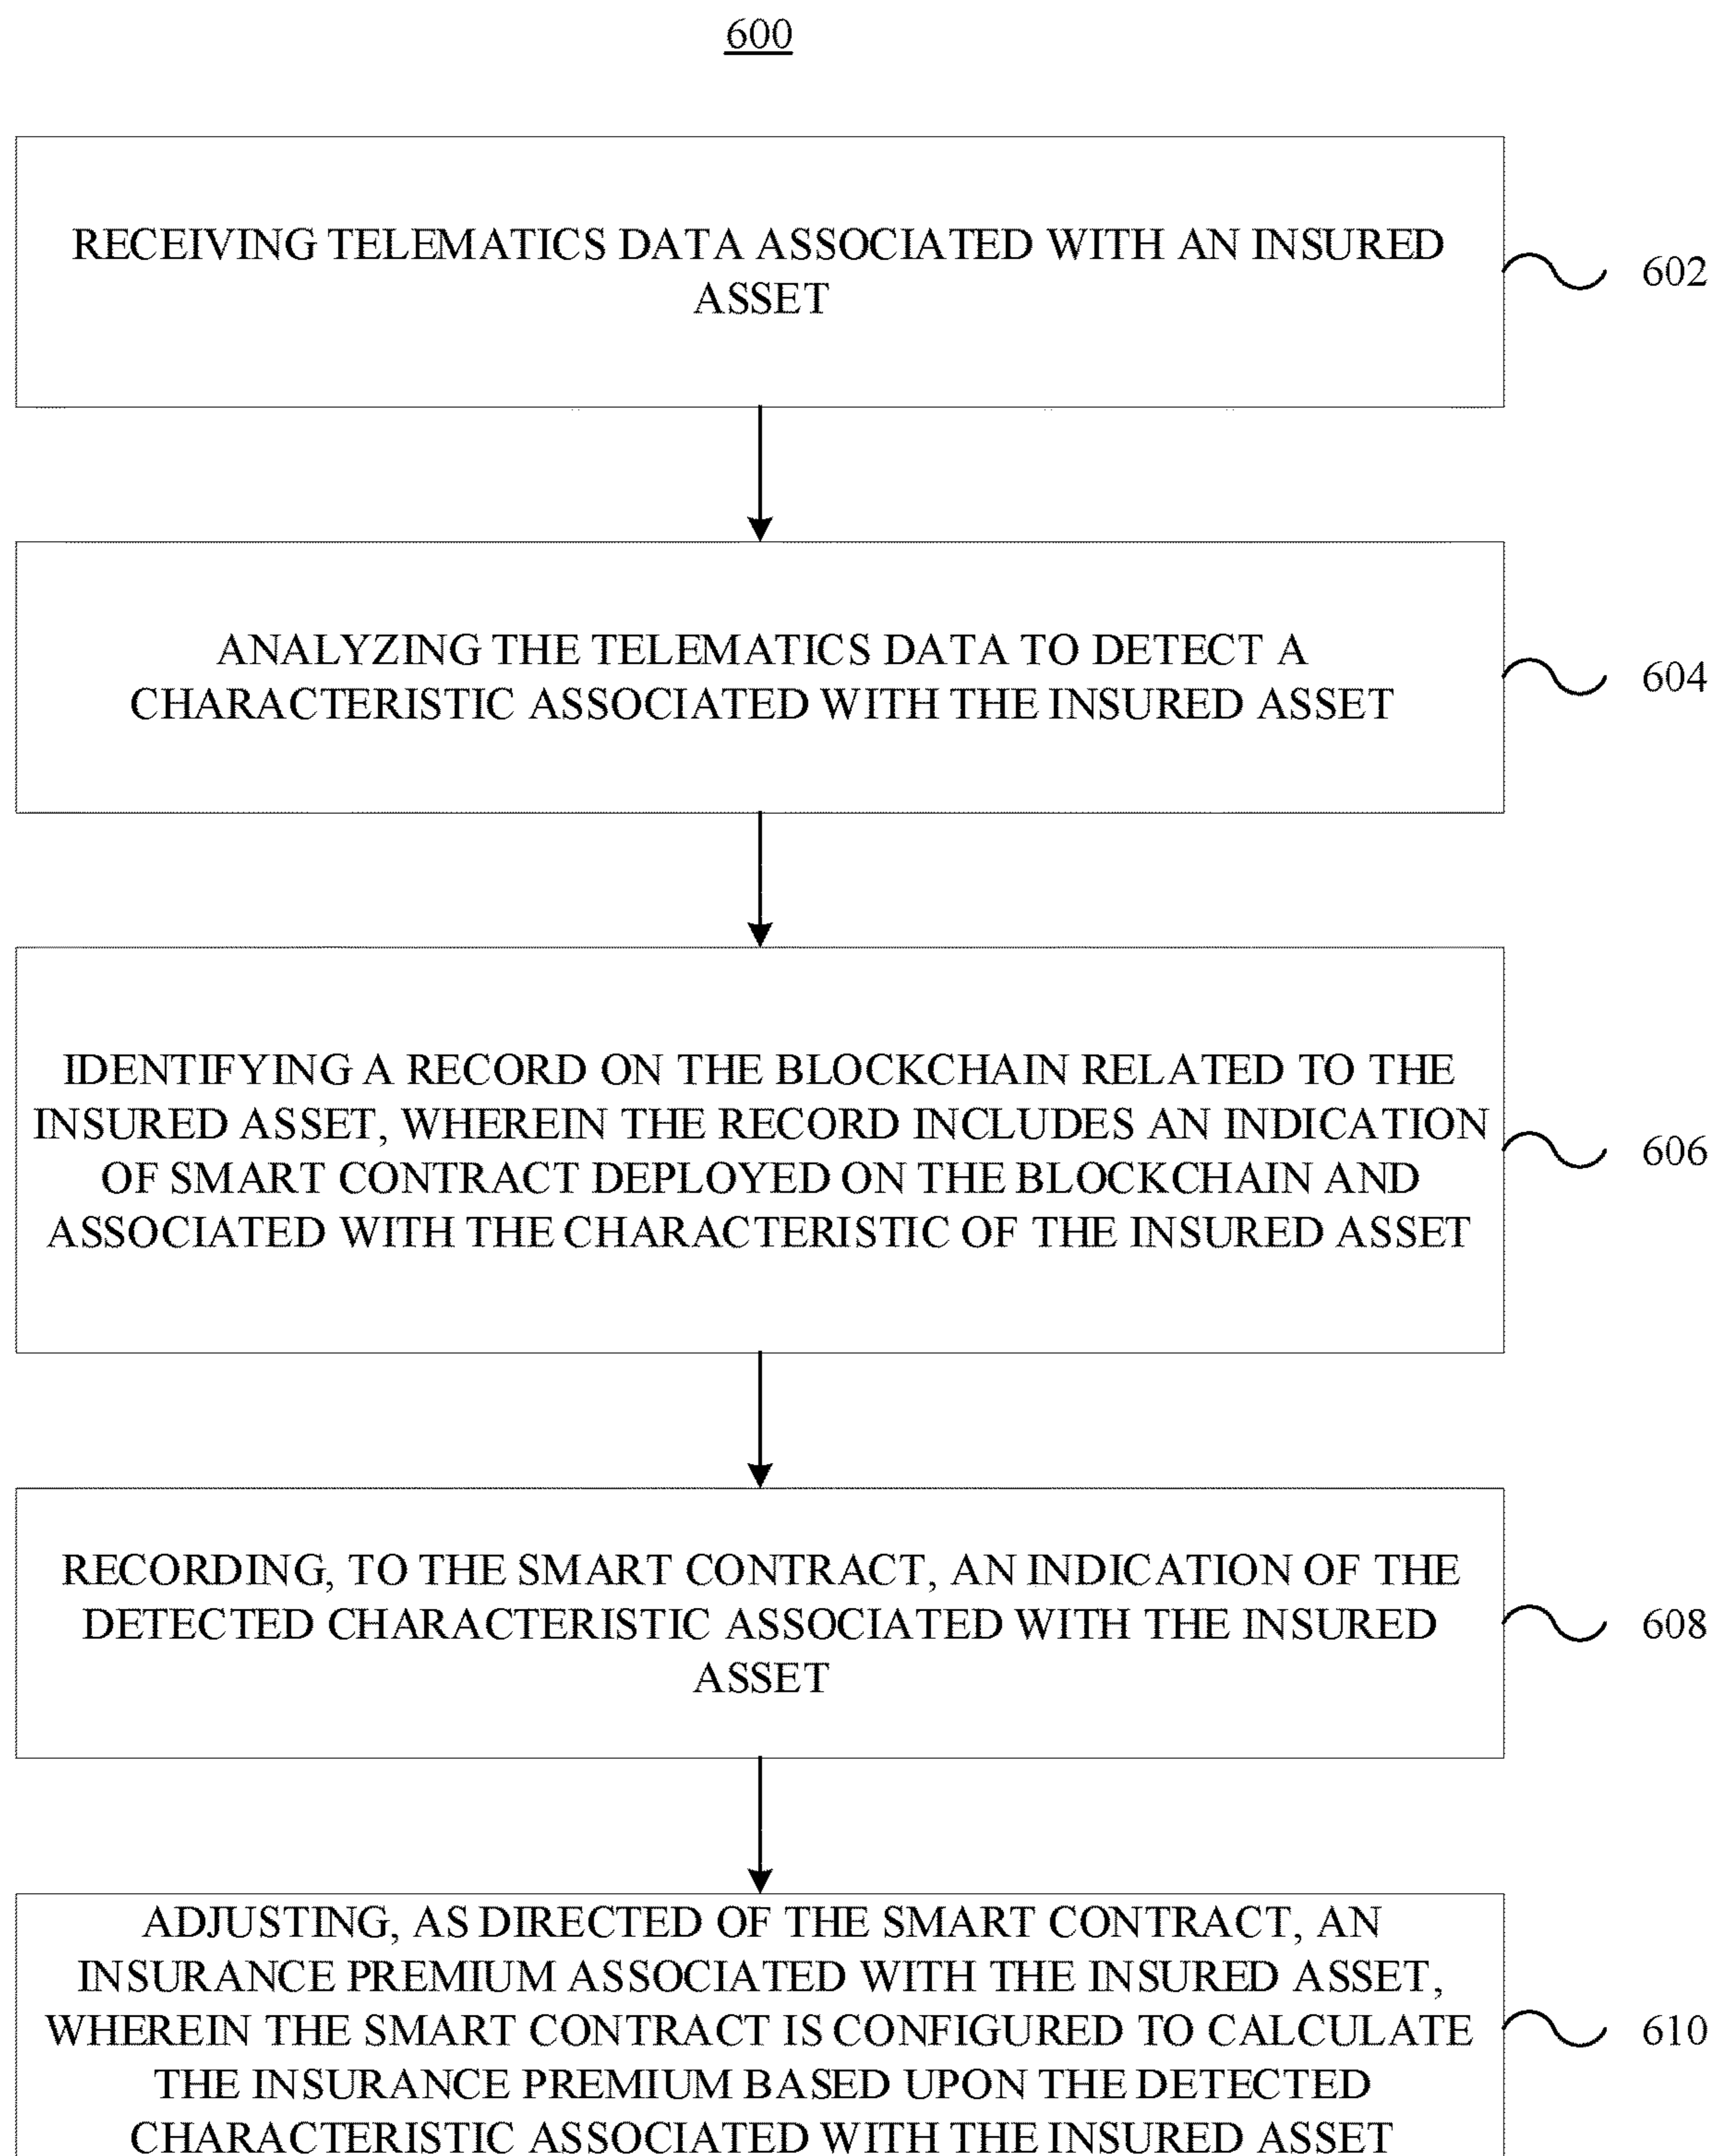 600
RECEIVING TELEMATICS DATA ASSOCIATED WITH AN INSURED
ASSET
602
ANALYZING THE TELEMATICS DATA TO DETECT A
CHARACTERISTIC ASSOCIATED WITH THE INSURED ASSET
604
IDENTIFYING A RECORD ON THE BLOCKCHAIN RELATED TO THE
INSURED ASSET, WHEREIN THE RECORD INCLUDES AN INDICATION
OF SMART CONTRACT DEPLOYED ON THE BLOCKCHAIN AND
ASSOCIATED WITH THE CHARACTERISTIC OF THE INSURED ASSET
606
RECORDING, TO THE SMART CONTRACT, AN INDICATION OF THE
DETECTED CHARACTERISTIC ASSOCIATED WITH THE INSURED
ASSET
608
ADJUSTING, AS DIRECTED OF THE SMART CONTRACT, AN
INSURANCE PREMIUM ASSOCIATED WITH THE INSURED ASSET,
WHEREIN THE SMART CONTRACT IS CONFIGURED TO CALCULATE
THE INSURANCE PREMIUM BASED UPON THE DETECTED
CHARACTERISTIC ASSOCIATED WITH THE INSURED ASSET
610